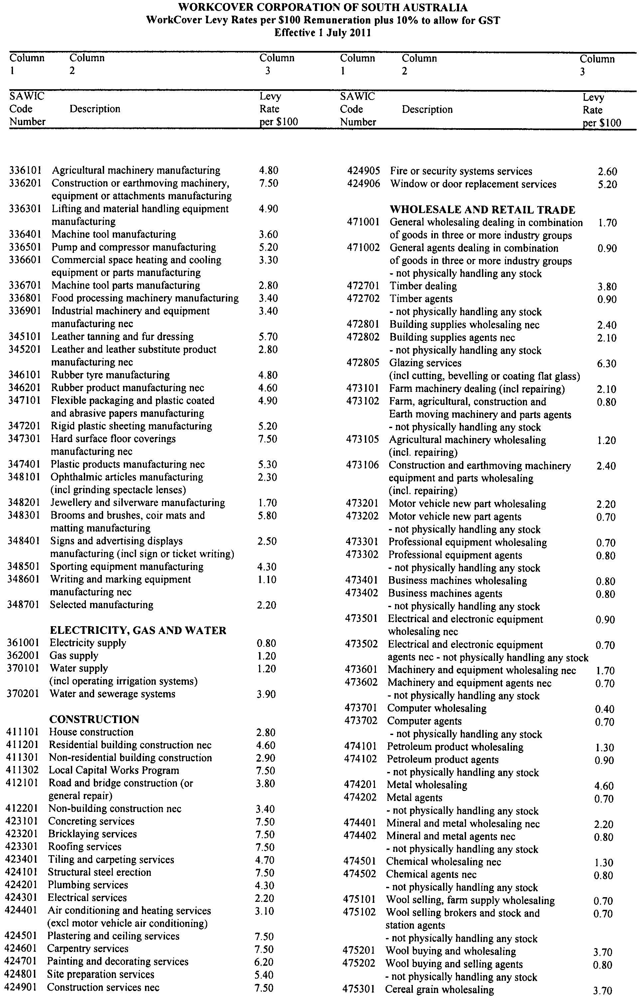 WORKCOVER CORPORATION OF SOUTH AUSTRALIA
WorkCover Levy Rates per $100 Remuneration plus 10% to allow for GST
Effective 1 July 2011
Column Column Column Column Column Column
1 2 3 1 2 3
SAWIC Levy SAWIC Levy
Code Description Rate Code Description Rate
Number per $100 Number per $100
336101 Agricultural machinery manufacturing 4.80
336201 Construction or earthmoving machinery, 7.50
equipment or attachments manufacturing
336301 Lifting and material handling equipment 4.90
manufacturing
336401 Machine tool manufacturing 3.60
336501 Pump and compressor manufacturing 5.20
336601 Commercial space heating and cooling 3.30
equipment or parts manufacturing
336701 Machine tool parts manufacturing 2.80
336801 Food processing machinery manufacturing 3.40
336901 Industrial machinery and equipment 3.40
manufacturing nec
345101 Leather tanning and fur dressing 5.70
345201 Leather and leather substitute product 2.80
manufacturing nec
346101 Rubber tyre manufacturing 4.80
346201 Rubber product manufacturing nec 4.60
347101 Flexible packaging and plastic coated 4.90
and abrasive papers manufacturing
347201 Rigid plastic sheeting manufacturing 5.20
347301 Hard surface floor coverings 7.50
manufacturing nec
347401 Plastic products manufacturing nec 5.30
348101 Ophthalmic articles manufacturing 2.30
(incl grinding spectacle lenses)
348201 Jewellery and silverware manufacturing 1.70
348301 Brooms and brushes, coir mats and 5.80
matting manufacturing
348401 Signs and advertising displays 2.50
manufacturing (incl sign or ticket writing)
348501 Sporting equipment manufacturing 4.30
348601 Writing and marking equipment 1.10
manufacturing nec
348701 Selected manufacturing 2.20
ELECTRICITY, GAS AND WATER
361001 Electricity supply 0.80
362001 Gas supply 1.20
370101 Water supply 1.20
(incl operating irrigation systems)
370201 Water and sewerage systems 3.90
CONSTRUCTION
411101 House construction 2.80
411201 Residential building construction nec 4.60
411301 Non-residential building construction 2.90
411302 Local Capital Works Program 7.50
412101 Road and bridge construction (or 3.80
general repair)
412201 Non-building construction nec 3.40
423101 Concreting services 7.50
423201 Bricklaying services 7.50
423301 Roofing services 7.50
423401 Tiling and carpeting services 4.70
424101 Structural steel erection 7.50
424201 Plumbing services 4.30
424301 Electrical services 2.20
424401 Air conditioning and heating services 3.10
(excl motor vehicle air conditioning)
424501 Plastering and ceiling services 7.50
424601 Carpentry services 7.50
424701 Painting and decorating services 6.20
424801 Site preparation services 5.40
424901 Construction services nec 7.50
424905 Fire or security systems services 2.60
424906 Window or door replacement services 5.20
WHOLESALE AND RETAIL TRADE
471001 General wholesaling dealing in combination 1.70
of goods in three or more industry groups
471002 General agents dealing in combination 0.90
of goods in three or more industry groups
- not physically handling any stock
472701 Timber dealing 3.80
472702 Timber agents 0.90
- not physically handling any stock
472801 Building supplies wholesaling nec 2.40
472802 Building supplies agents nec 2.10
- not physically handling any stock
472805 Glazing services 6.30
(incl cutting, bevelling or coating flat glass)
473101 Farm machinery dealing (incl repairing) 2.10
473102 Farm, agricultural, construction and 0.80
Earth moving machinery and parts agents
- not physically handling any stock
473105 Agricultural machinery wholesaling 1.20
(incl. repairing)
473106 Construction and earthmoving machinery 2.40
equipment and parts wholesaling
(incl. repairing)
473201 Motor vehicle new part wholesaling 2.20
473202 Motor vehicle new part agents 0.70
- not physically handling any stock
473301 Professional equipment wholesaling 0.70
473302 Professional equipment agents 0.80
- not physically handling any stock
473401 Business machines wholesaling 0.80
473402 Business machines agents 0.80
- not physically handling any stock
473501 Electrical and electronic equipment 0.90
wholesaling nec
473502 Electrical and electronic equipment 0.70
agents nec - not physically handling any stock
473601 Machinery and equipment wholesaling nec 1.70
473602 Machinery and equipment agents nec 0.70
- not physically handling any stock
473701 Computer wholesaling 0.40
473702 Computer agents 0.70
- not physically handling any stock
474101 Petroleum product wholesaling 1.30
474102 Petroleum product agents 0.90
- not physically handling any stock
474201 Metal wholesaling 4.60
474202 Metal agents 0.70
- not physically handling any stock
474401 Mineral and metal wholesaling nec 2.20
474402 Mineral and metal agents nec 0.80
- not physically handling any stock
474501 Chemical wholesaling nec 1.30
474502 Chemical agents nec 0.80
- not physically handling any stock
475101 Wool selling, farm supply wholesaling 0.70
475102 Wool selling brokers and stock and 0.70
station agents
- not physically handling any stock
475201 Wool buying and wholesaling 3.70
475202 Wool buying and selling agents 0.80
- not physically handling any stock
475301 Cereal grain wholesaling 3.70